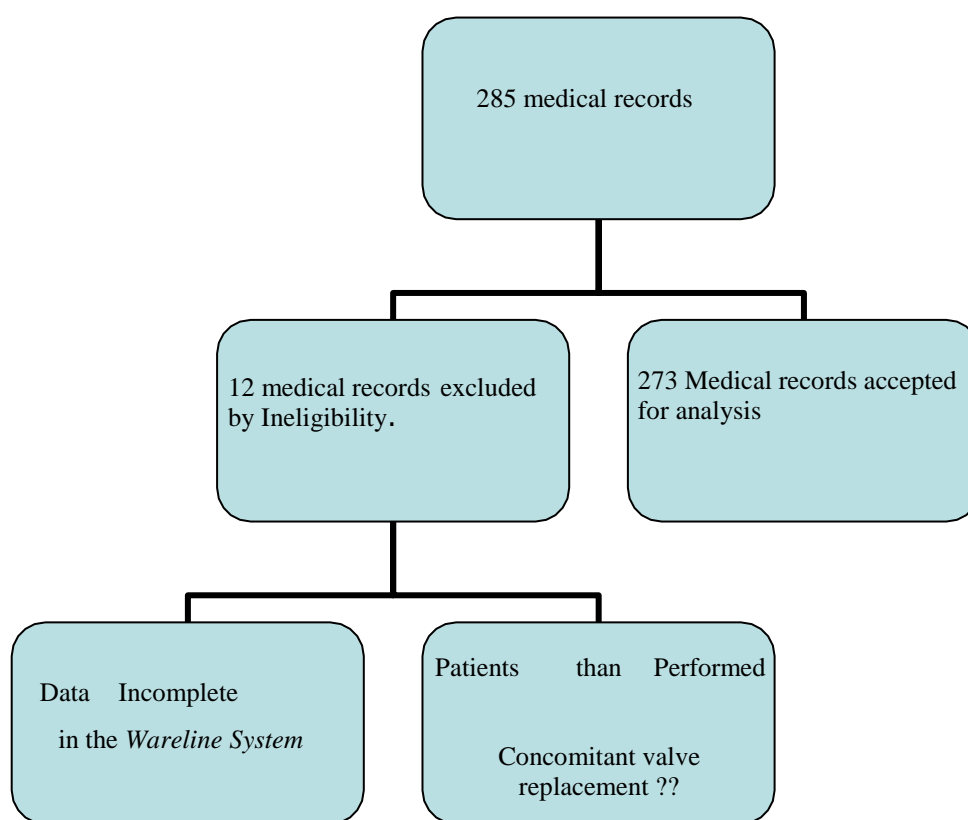 285 medical records
12 medical records excluded
by Ineligibility.
273 Medical records accepted
for analysis
Data Incomplete
in the Wareline System
Patients than Performed
Concomitant valve
replacement ??